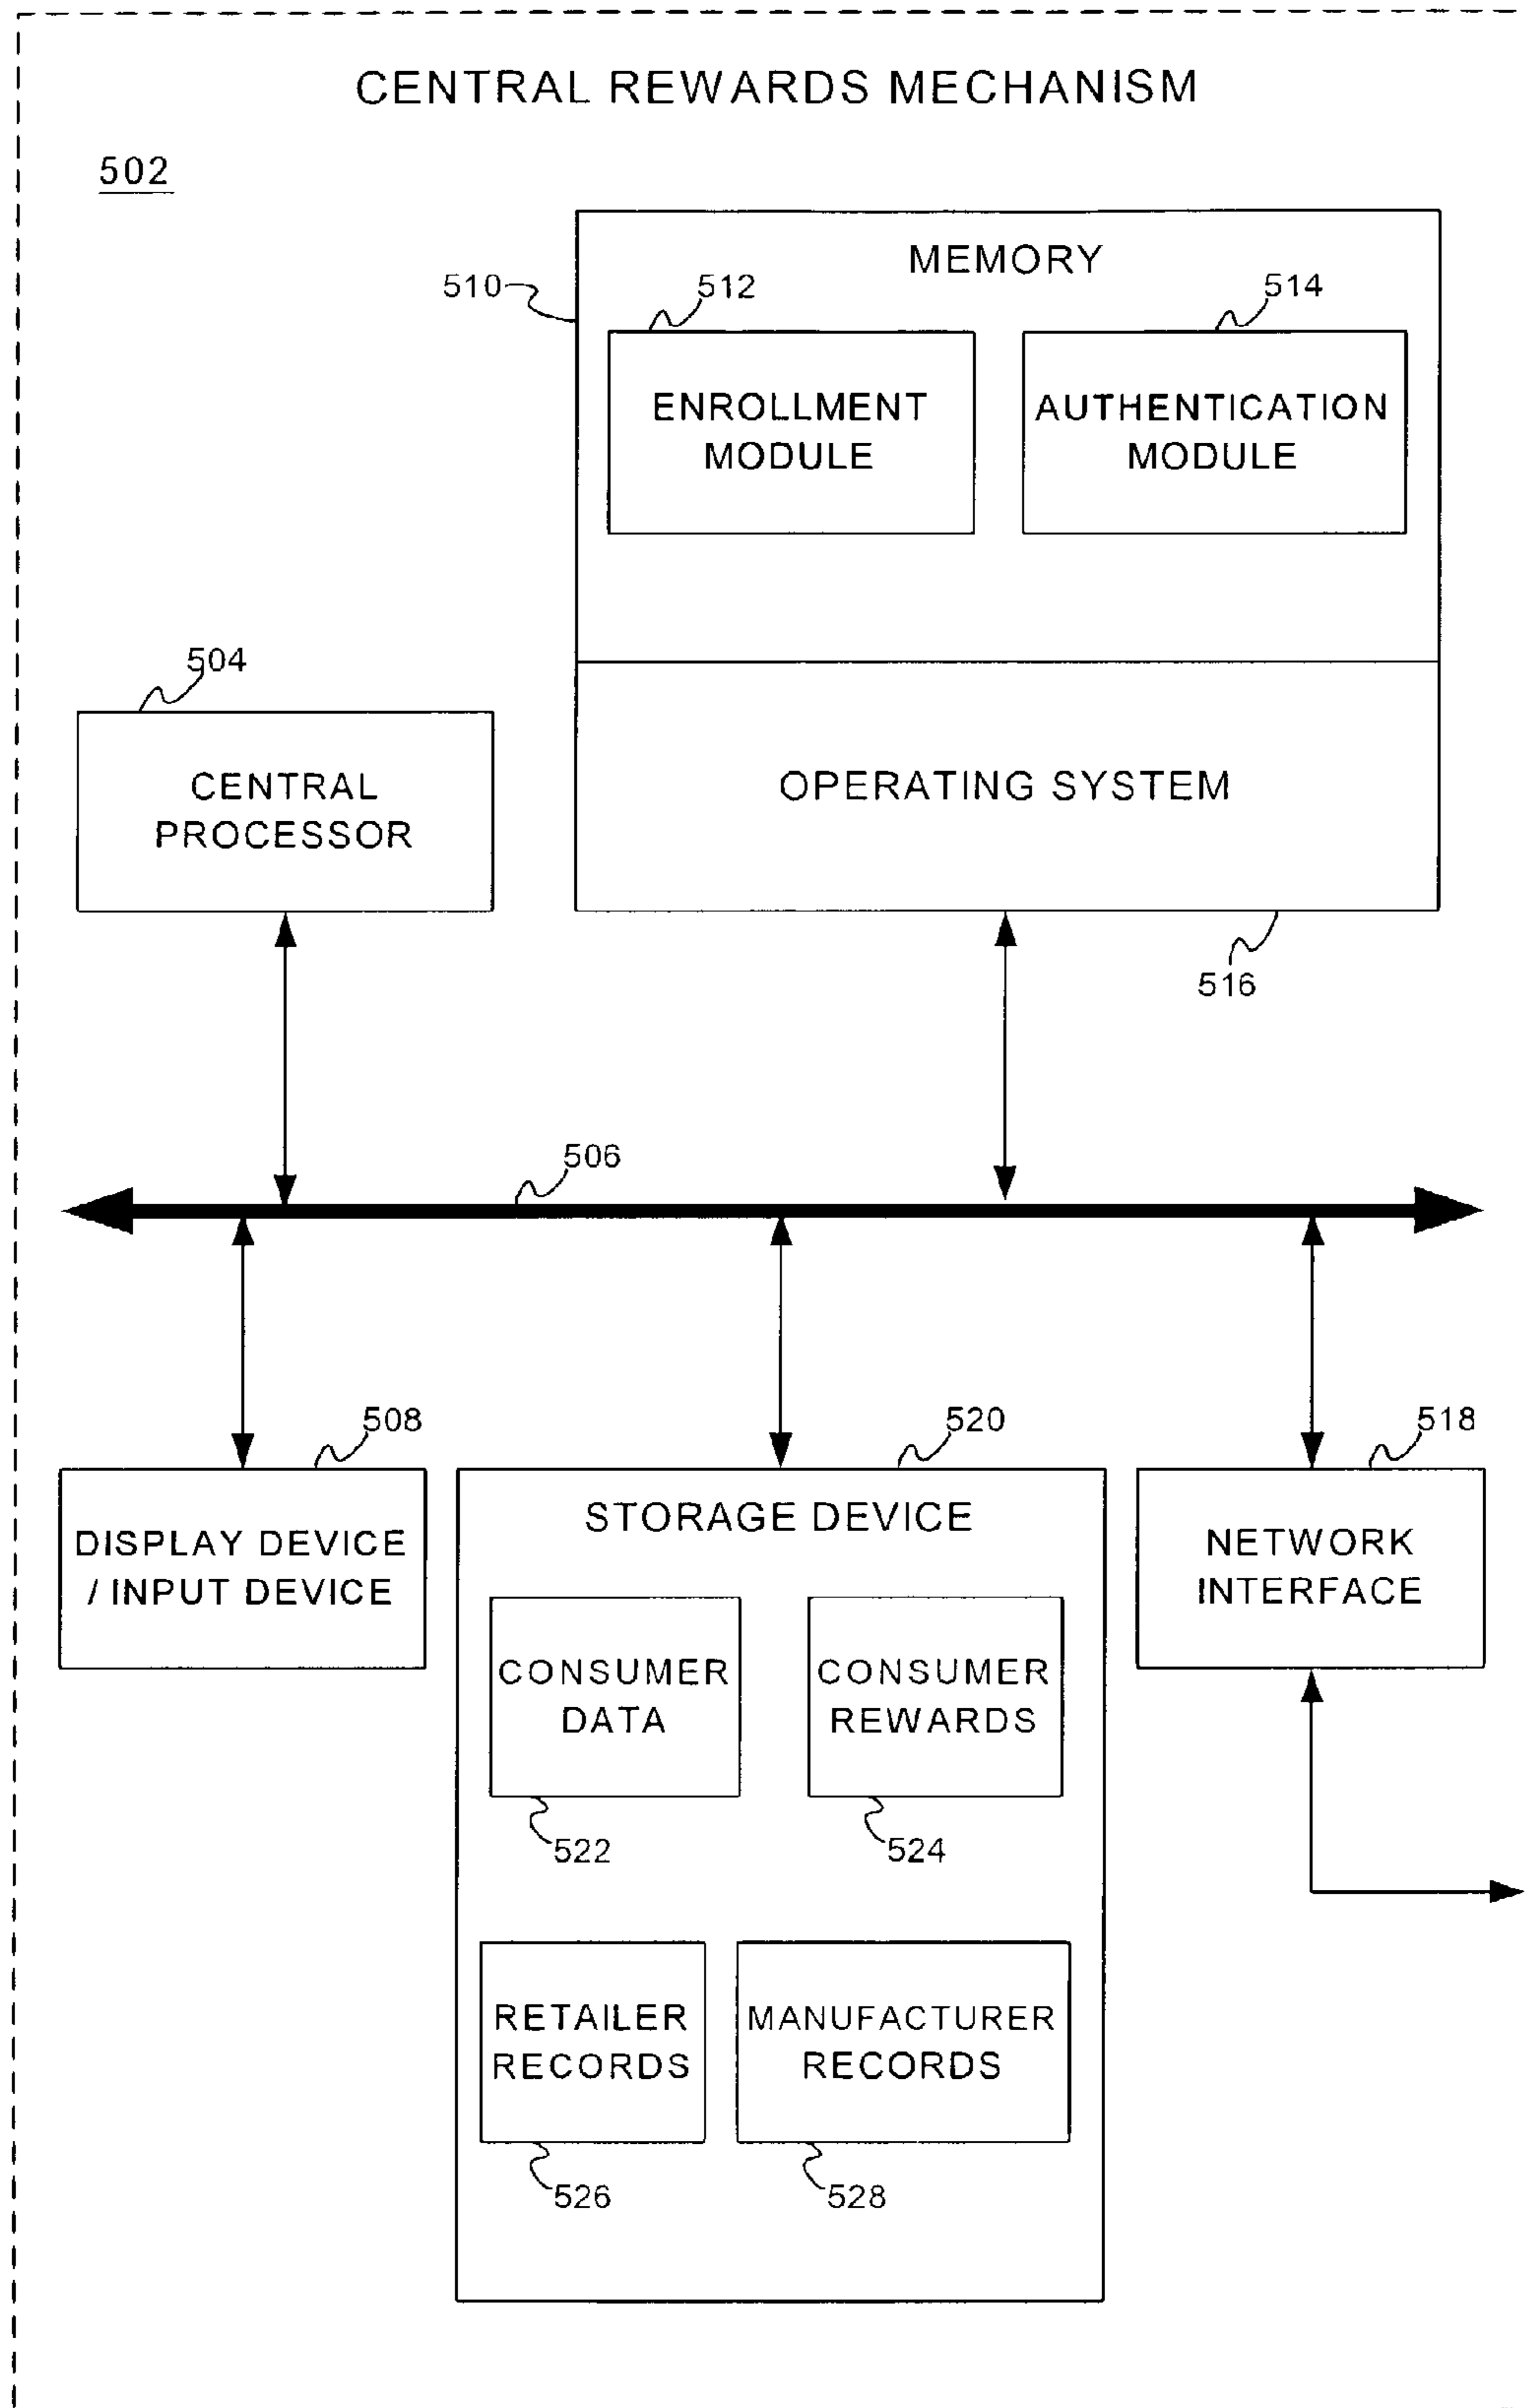 CENTRAL REWARDS MECHANISM
502
MEMORY
510
512
514
ENROLLMENT
MODULE
AUTHENTICATION
MODULE
504
CENTRAL
PROCESSOR
OPERATING SYSTEM
516
506
508
520
518
DISPLAY DEVICE
/ INPUT DEVICE
STORAGE DEVICE
NETWORK
INTERFACE
CONSUMER
DATA
CONSUMER
REWARDS
522
524
RETAILER
RECORDS
MANUFACTURER
RECORDS
526
528